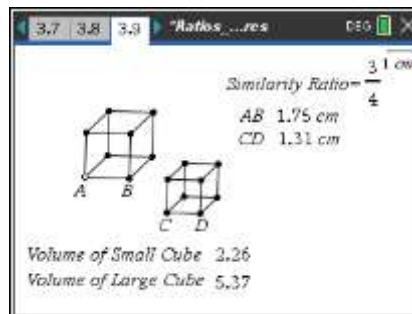 3.7 3.8 3.9 *Ratios_...res DEG
1 cm
Similarity Ratio= 3/4
AB 1.75 cm
CD 1.31 cm
A B
C D
Volume of Small Cube 2.26
Volume of Large Cube 5.37